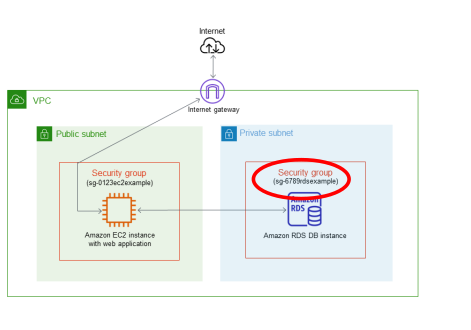 Internet
VPC
Internet gateway
Public subnet
Private subnet
Security group
(sg-0123ec2example)
Security group
(sg-6789rdsexample)
Amazon
RDS
Amazon EC2 instance
with web application
Amazon RDS DB instance